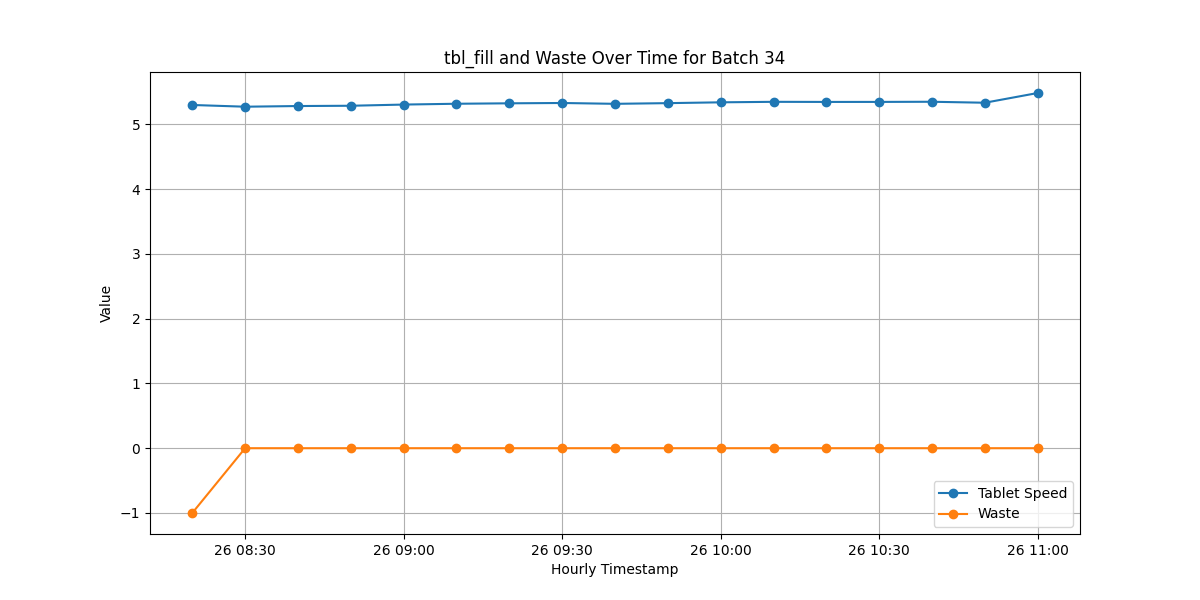 tbl_fill and Waste Over Time for Batch 34
Value
5
4
3
2
1
0
−1
Tablet Speed
Waste
26 08:30
26 09:00
26 09:30
26 10:00
26 10:30
26 11:00
Hourly Timestamp